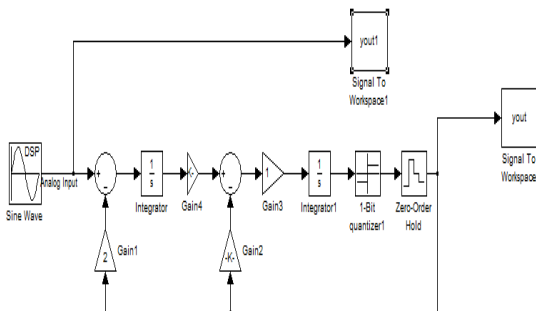 yout1
Signal To
Workspace1
yout
Signal To
Workspace
DSP
Analog Input
Sine Wave
+
−
1
s
Integrator
K-
Gain4
+
−
1
Gain3
1
s
Integrator1
1-Bit
quantizer1
Zero-Order
Hold
2
Gain1
-K-
Gain2